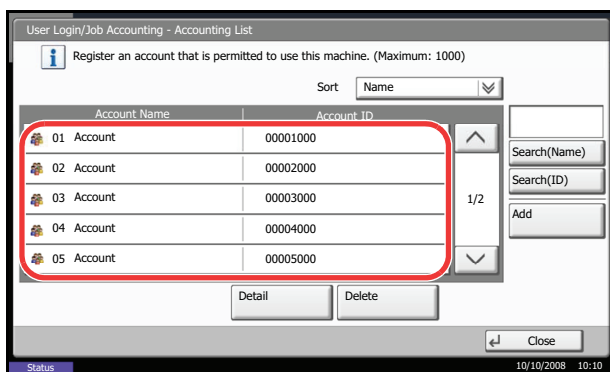 User Login/Job Accounting - Accounting List
Register an account that is permitted to use this machine. (Maximum: 1000)
Sort Name
Account Name Account ID
01 Account 00001000
02 Account 00002000
03 Account 00003000
04 Account 00004000
05 Account 00005000
1/2
Search(Name)
Search(ID)
Add
Detail Delete
Close
Status 10/10/2008 10:10